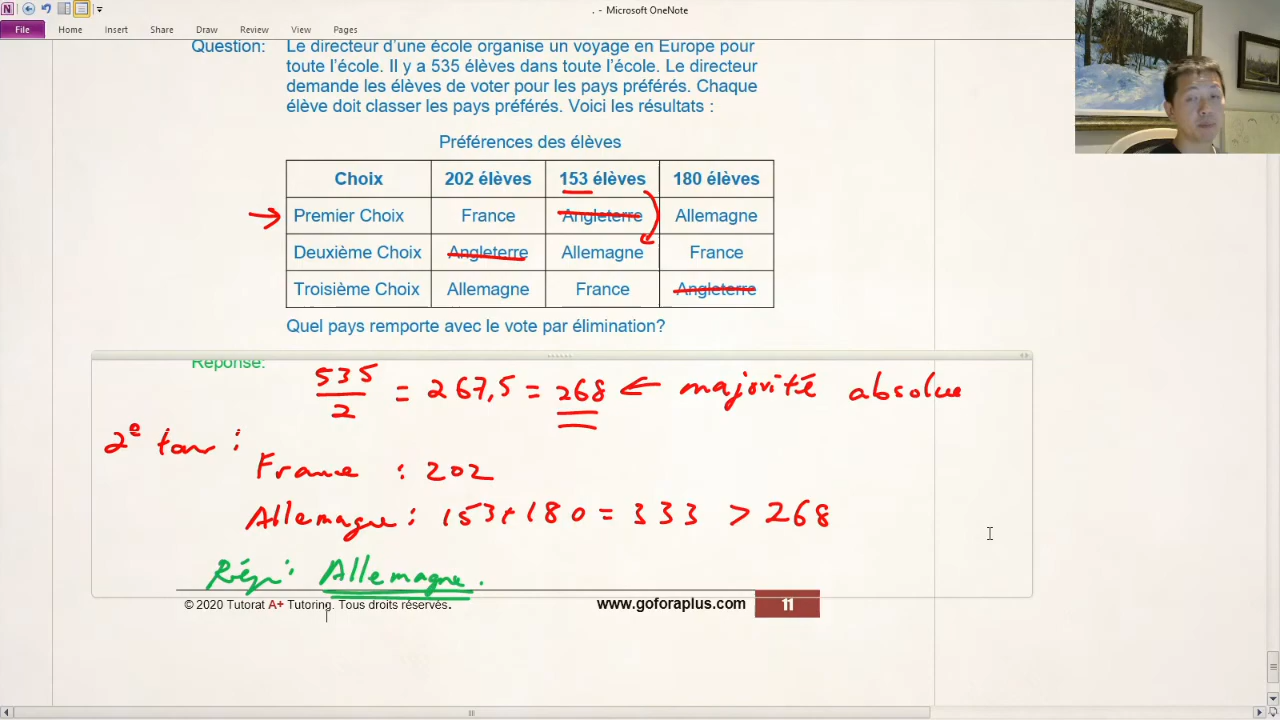 . - Microsoft OneNote
File Home Insert Share Draw Review View Pages
Question: Le directeur d’une école organise un voyage en Europe pour
toute l’école. Il y a 535 élèves dans toute l’école. Le directeur
demande les élèves de voter pour les pays préférés. Chaque
élève doit classer les pays préférés. Voici les résultats :
Préférences des élèves
Choix 202 élèves 153 élèves 180 élèves
Premier Choix France Angleterre Allemagne
Deuxième Choix Angleterre Allemagne France
Troisième Choix Allemagne France Angleterre
Quel pays remporte avec le vote par élimination?
Réponse:
535/2 = 267,5 = 268 ← majorité absolue
2e tour :
France : 202
Allemagne : 153 + 180 = 333 > 268
Rép: Allemagne.
© 2020 Tutorat A+ Tutoring. Tous droits réservés. www.goforaplus.com 11